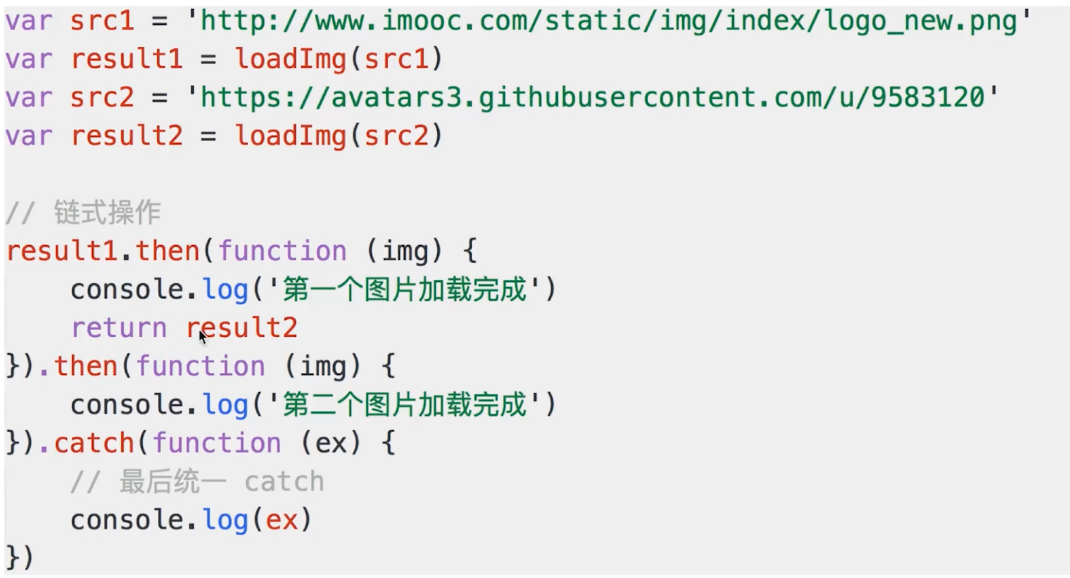 var src1 = 'http://www.imooc.com/static/img/index/logo_new.png'
var result1 = loadImg(src1)
var src2 = 'https://avatars3.githubusercontent.com/u/9583120'
var result2 = loadImg(src2)
// 链式操作
result1.then(function (img) {
    console.log('第一个图片加载完成')
    return result2
}).then(function (img) {
    console.log('第二个图片加载完成')
}).catch(function (ex) {
    // 最后统一 catch
    console.log(ex)
})